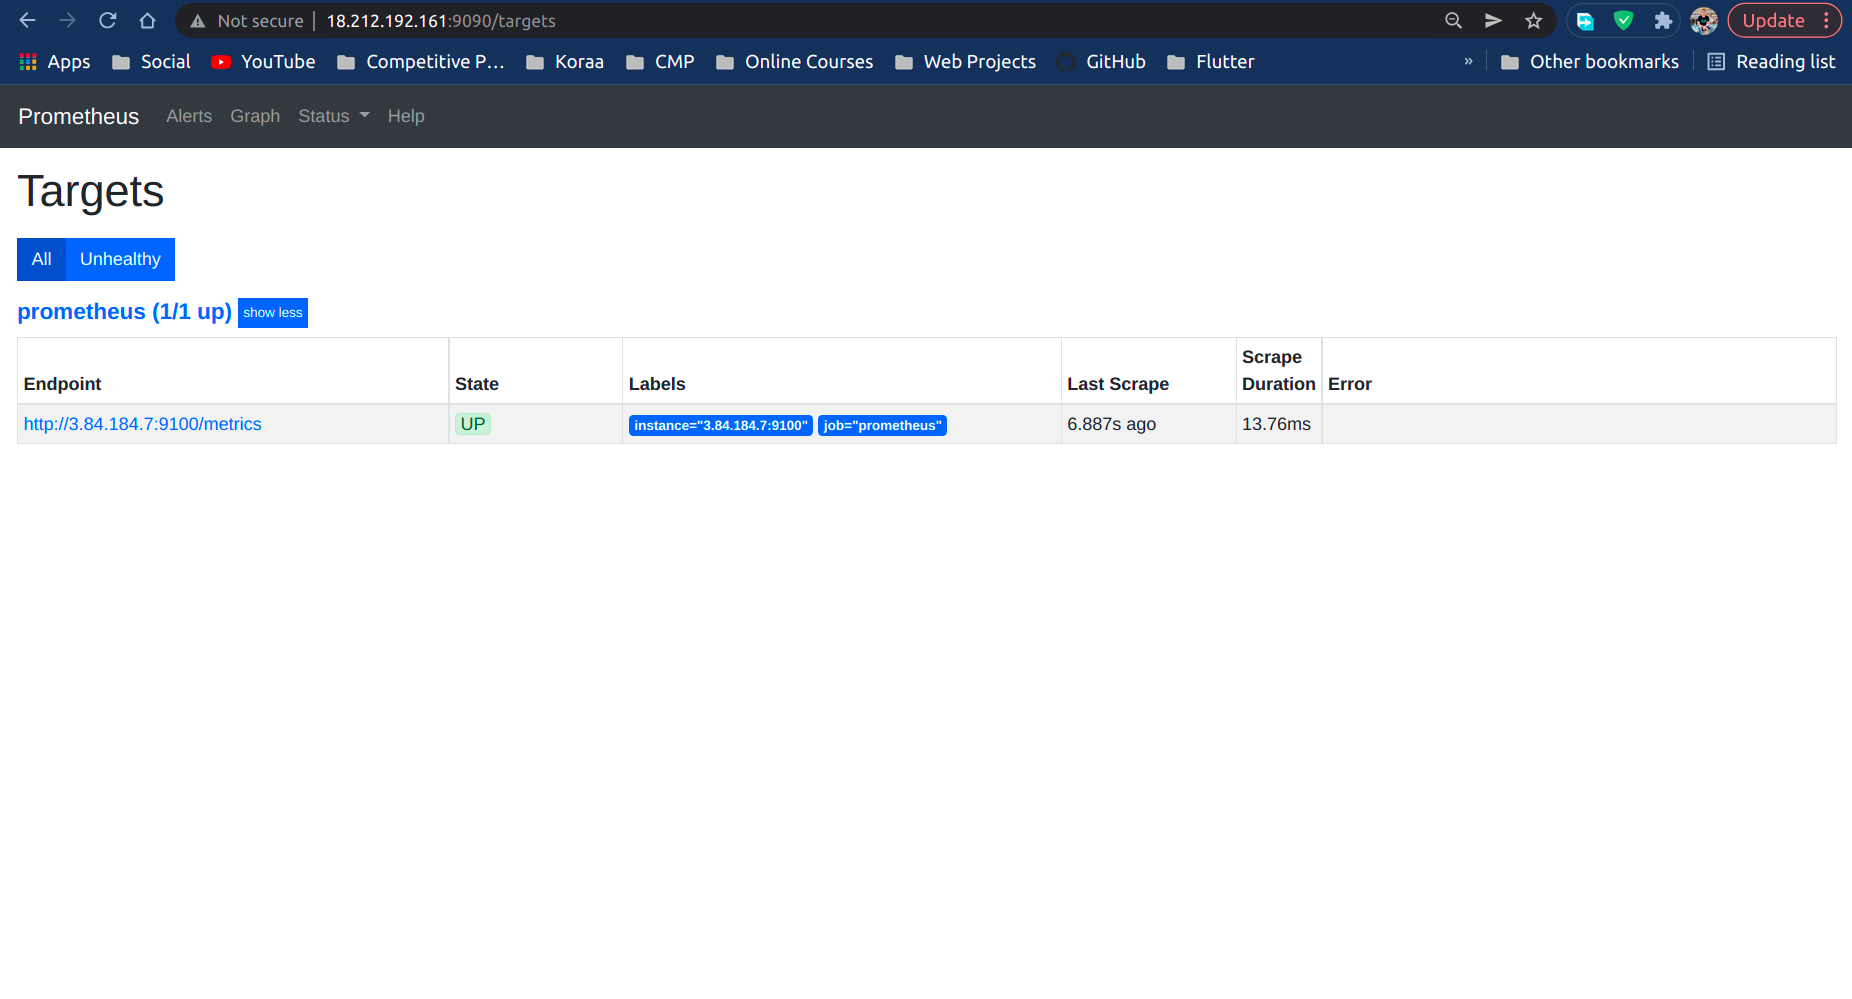 Not secure 18.212.192.161:9090/targets Update
Apps Social YouTube Competitive P... Koraa CMP Online Courses Web Projects GitHub Flutter » Other bookmarks Reading list
Prometheus Alerts Graph Status Help
Targets
All Unhealthy
prometheus (1/1 up) show less
Scrape
Endpoint State Labels Last Scrape Duration Error
http://3.84.184.7:9100/metrics UP instance="3.84.184.7:9100" job="prometheus" 6.887s ago 13.76ms